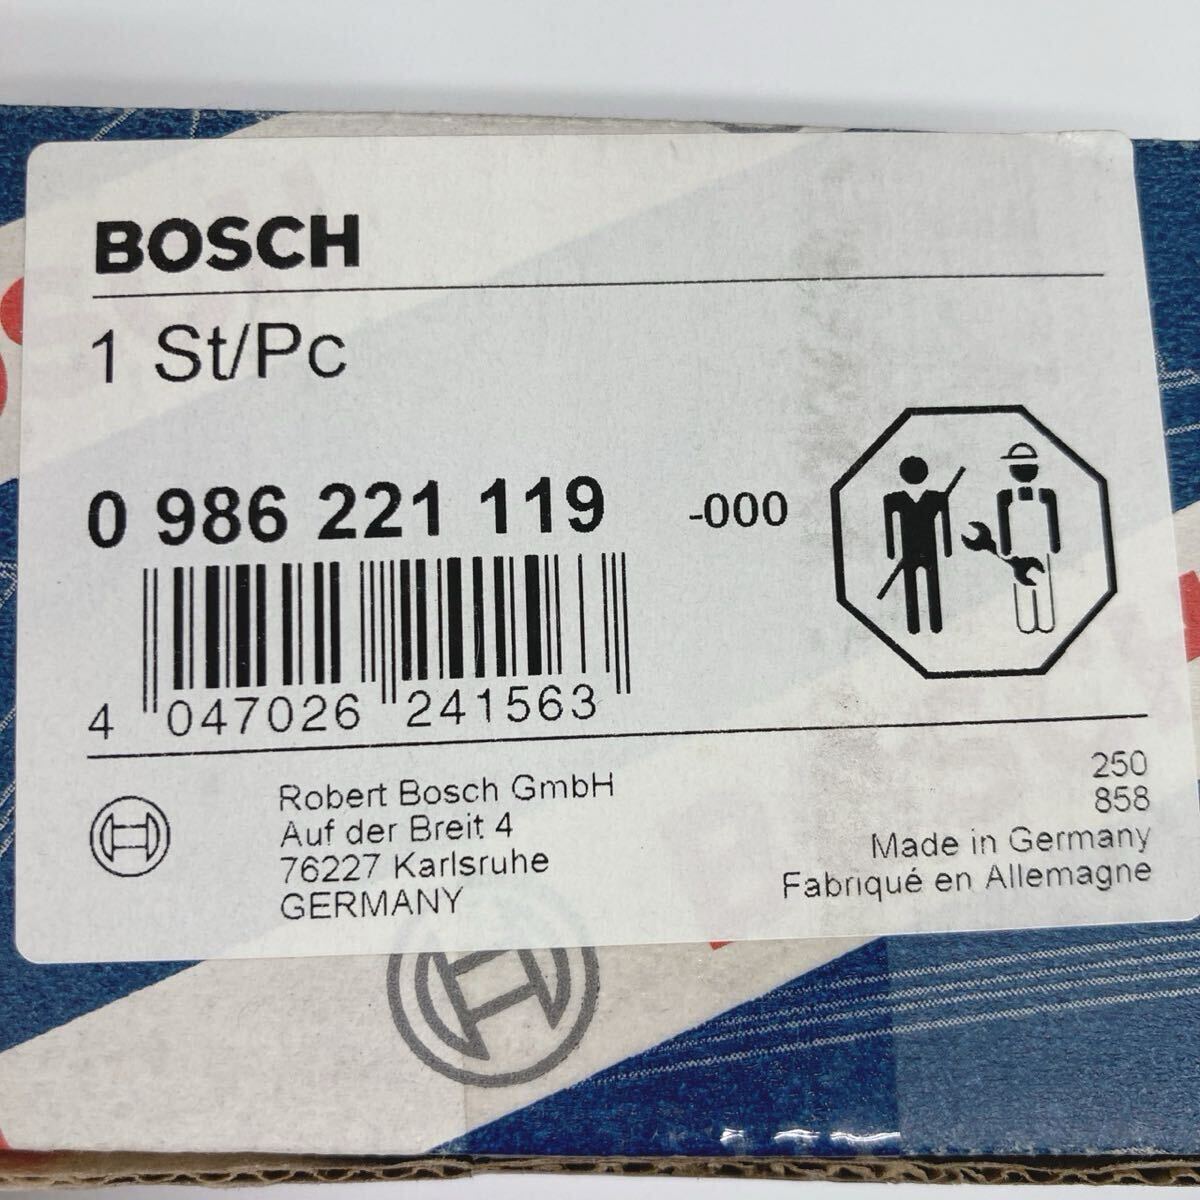 BOSCH
1 St/Pc
0 986 221 119 -000
4 047026 241563
Robert Bosch GmbH
Auf der Breit 4
76227 Karlsruhe
GERMANY
250
858
Made in Germany
Fabriqué en Allemagne